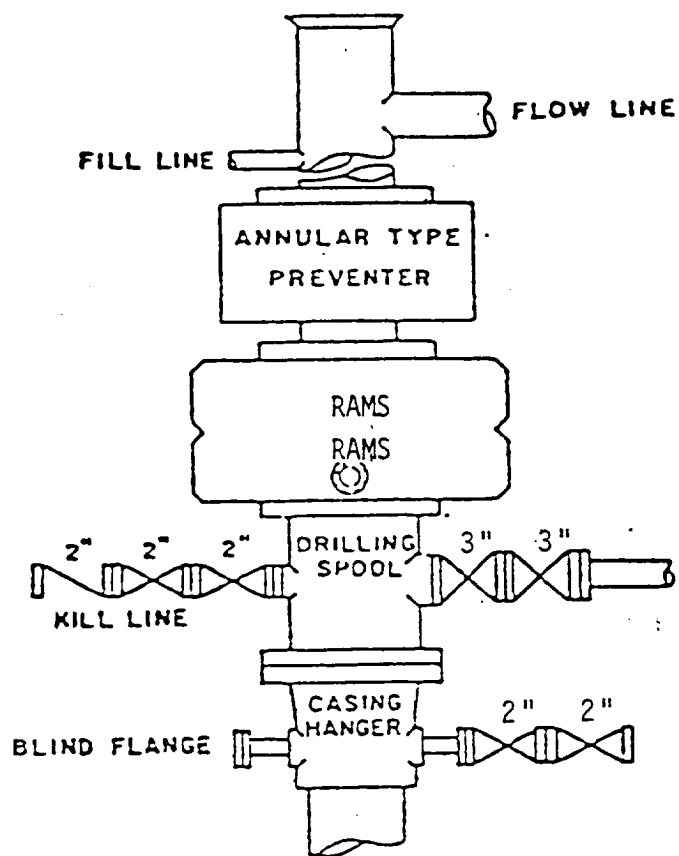 FLOW LINE
FILL LINE
ANNULAR TYPE
PREVENTER
RAMS
RAMS
2" 2" 2"
DRILLING
SPOOL
3" 3"
KILL LINE
CASING
HANGER
2" 2"
BLIND FLANGE